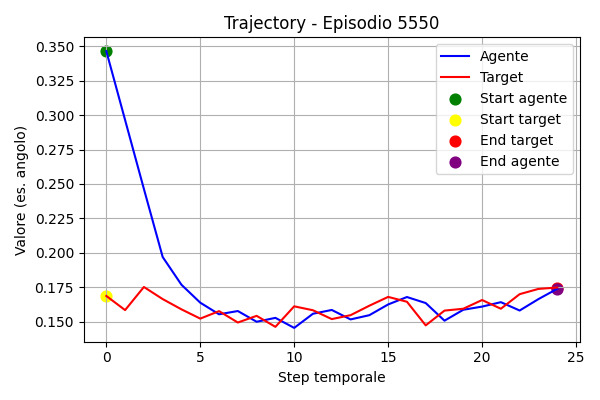 Trajectory - Episodio 5550
Valore (es. angolo)
0.350
0.325
0.300
0.275
0.250
0.225
0.200
0.175
0.150
Agente
Target
Start agente
Start target
End target
End agente
0 5 10 15 20 25
Step temporale